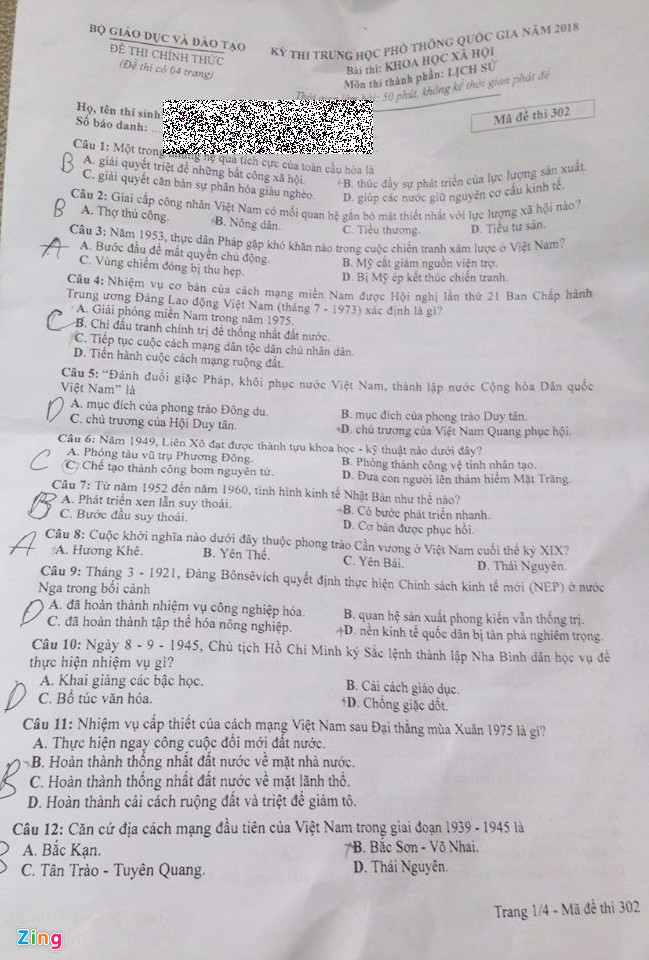 BỘ GIÁO DỤC VÀ ĐÀO TẠO
ĐỀ THI CHÍNH THỨC
(Đề thi có 04 trang)
KỲ THI TRUNG HỌC PHỔ THÔNG QUỐC GIA NĂM 2018
Bài thi: KHOA HỌC XÃ HỘI
Môn thi thành phần: LỊCH SỬ
Thời gian làm bài: 50 phút, không kể thời gian phát đề
Họ, tên thí sinh
Số báo danh:
Mã đề thi 302
Câu 1: Một trong những hệ quả tích cực của toàn cầu hóa là
A. giải quyết triệt để những bất công xã hội.
B. thúc đẩy sự phát triển của lực lượng sản xuất.
C. giải quyết căn bản sự phân hóa giàu nghèo.
D. giúp các nước giữ nguyên cơ cấu kinh tế.
B
Câu 2: Giai cấp công nhân Việt Nam có mối quan hệ gắn bó mật thiết nhất với lực lượng xã hội nào?
A. Thợ thủ công.
B. Nông dân.
C. Tiểu thương.
D. Tiểu tư sản.
B
Câu 3: Năm 1953, thực dân Pháp gặp khó khăn nào trong cuộc chiến tranh xâm lược ở Việt Nam?
A. Bước đầu để mất quyền chủ động.
B. Mỹ cắt giảm nguồn viện trợ.
C. Vùng chiếm đóng bị thu hẹp.
D. Bị Mỹ ép kết thúc chiến tranh.
A
Câu 4: Nhiệm vụ cơ bản của cách mạng miền Nam được Hội nghị lần thứ 21 Ban Chấp hành
Trung ương Đảng Lao động Việt Nam (tháng 7 - 1973) xác định là gì?
A. Giải phóng miền Nam trong năm 1975.
B. Chỉ đấu tranh chính trị để thống nhất đất nước.
C. Tiếp tục cuộc cách mạng dân tộc dân chủ nhân dân.
D. Tiến hành cuộc cách mạng ruộng đất.
C
Câu 5: "Đánh đuổi giặc Pháp, khôi phục nước Việt Nam, thành lập nước Cộng hòa Dân quốc
Việt Nam" là
A. mục đích của phong trào Đông du.
B. mục đích của phong trào Duy tân.
C. chủ trương của Hội Duy tân.
D. chủ trương của Việt Nam Quang phục hội.
D
Câu 6: Năm 1949, Liên Xô đạt được thành tựu khoa học - kỹ thuật nào dưới đây?
A. Phóng tàu vũ trụ Phương Đông.
B. Phóng thành công vệ tinh nhân tạo.
C. Chế tạo thành công bom nguyên tử.
D. Đưa con người lên thám hiểm Mặt Trăng.
C
Câu 7: Từ năm 1952 đến năm 1960, tình hình kinh tế Nhật Bản như thế nào?
A. Phát triển xen lẫn suy thoái.
B. Có bước phát triển nhanh.
C. Bước đầu suy thoái.
D. Cơ bản được phục hồi.
B
Câu 8: Cuộc khởi nghĩa nào dưới đây thuộc phong trào Cần vương ở Việt Nam cuối thế kỷ XIX?
A. Hương Khê.
B. Yên Thế.
C. Yên Bái.
D. Thái Nguyên.
A
Câu 9: Tháng 3 - 1921, Đảng Bônsêvích quyết định thực hiện Chính sách kinh tế mới (NEP) ở nước
Nga trong bối cảnh
A. đã hoàn thành nhiệm vụ công nghiệp hóa.
B. quan hệ sản xuất phong kiến vẫn thống trị.
C. đã hoàn thành tập thể hóa nông nghiệp.
D. nền kinh tế quốc dân bị tàn phá nghiêm trọng.
D
Câu 10: Ngày 8 - 9 - 1945, Chủ tịch Hồ Chí Minh ký Sắc lệnh thành lập Nha Bình dân học vụ để
thực hiện nhiệm vụ gì?
A. Khai giảng các bậc học.
B. Cải cách giáo dục.
C. Bổ túc văn hóa.
D. Chống giặc dốt.
D
Câu 11: Nhiệm vụ cấp thiết của cách mạng Việt Nam sau Đại thắng mùa Xuân 1975 là gì?
A. Thực hiện ngay công cuộc đổi mới đất nước.
B. Hoàn thành thống nhất đất nước về mặt nhà nước.
C. Hoàn thành thống nhất đất nước về mặt lãnh thổ.
D. Hoàn thành cải cách ruộng đất và triệt để giảm tô.
B
Câu 12: Căn cứ địa cách mạng đầu tiên của Việt Nam trong giai đoạn 1939 - 1945 là
A. Bắc Kạn.
B. Bắc Sơn - Võ Nhai.
C. Tân Trào - Tuyên Quang.
D. Thái Nguyên.
Trang 1/4 - Mã đề thi 302
Zing